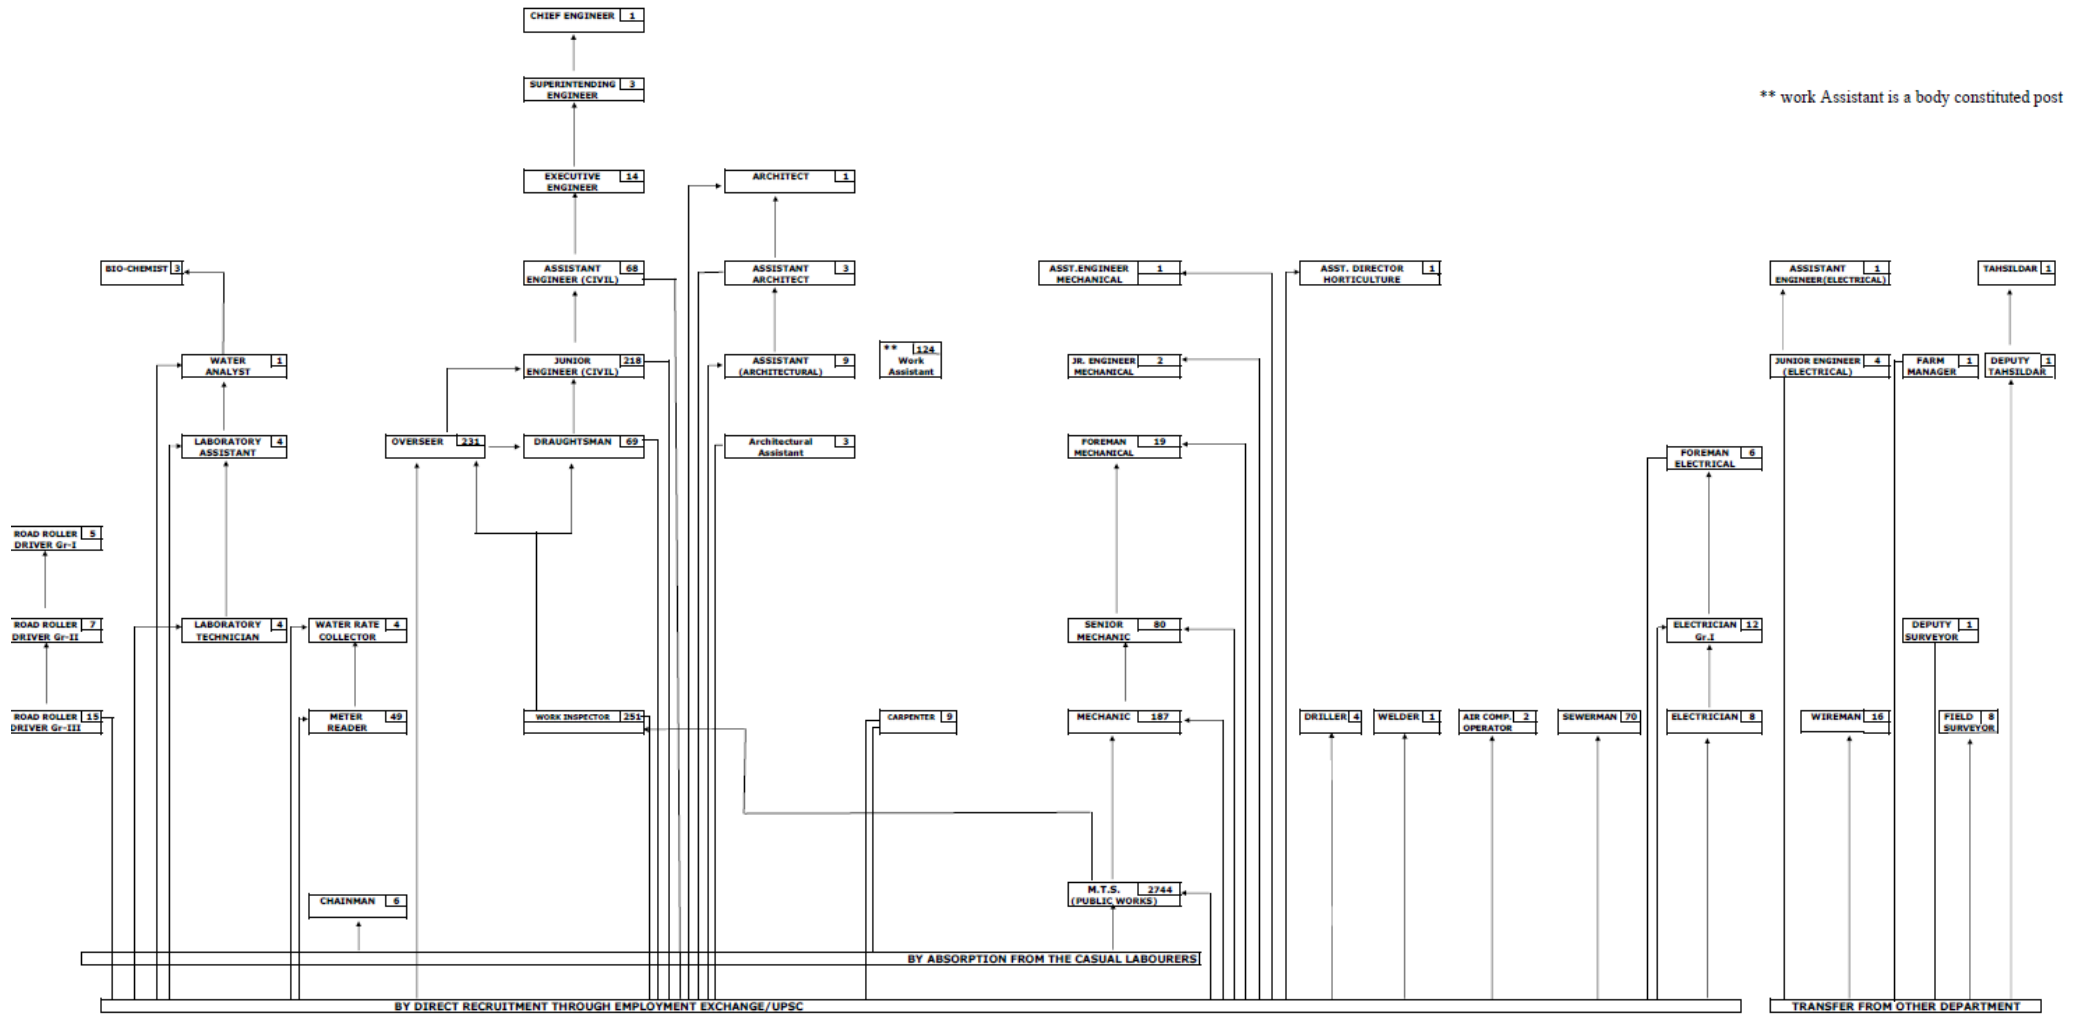 CHIEF ENGINEER 1
SUPERINTENDING 3
ENGINEER
** work Assistant is a body constituted post
EXECUTIVE 14
ENGINEER
ARCHITECT 1
BIO-CHEMIST 3
ASSISTANT 68
ENGINEER (CIVIL)
ASSISTANT 3
ARCHITECT
ASST.ENGINEER 1
MECHANICAL
ASST. DIRECTOR 1
HORTICULTURE
ASSISTANT 1
ENGINEER(ELECTRICAL)
TAHSILDAR 1
WATER 1
ANALYST
JUNIOR 218
ENGINEER (CIVIL)
ASSISTANT 9
(ARCHITECTURAL)
** 124
Work
Assistant
JR. ENGINEER 2
MECHANICAL
JUNIOR ENGINEER 4
(ELECTRICAL)
FARM 1
MANAGER
DEPUTY 1
TAHSILDAR
LABORATORY 4
ASSISTANT
OVERSEER 231
DRAUGHTSMAN 69
Architectural 3
Assistant
FOREMAN 19
MECHANICAL
FOREMAN 6
ELECTRICAL
ROAD ROLLER 5
DRIVER Gr-I
ROAD ROLLER 7
DRIVER Gr-II
LABORATORY 4
TECHNICIAN
WATER RATE 4
COLLECTOR
SENIOR 80
MECHANIC
ELECTRICIAN 12
Gr.I
DEPUTY 1
SURVEYOR
ROAD ROLLER 15
DRIVER Gr-III
METER 49
READER
WORK INSPECTOR 251
CARPENTER 9
MECHANIC 187
DRILLER 4
WELDER 1
AIR COMP. 2
OPERATOR
SEWERMAN 70
ELECTRICIAN 8
WIREMAN 16
FIELD 8
SURVEYOR
CHAINMAN 6
M.T.S. 2744
(PUBLIC WORKS)
BY ABSORPTION FROM THE CASUAL LABOURERS
BY DIRECT RECRUITMENT THROUGH EMPLOYMENT EXCHANGE/UPSC
TRANSFER FROM OTHER DEPARTMENT